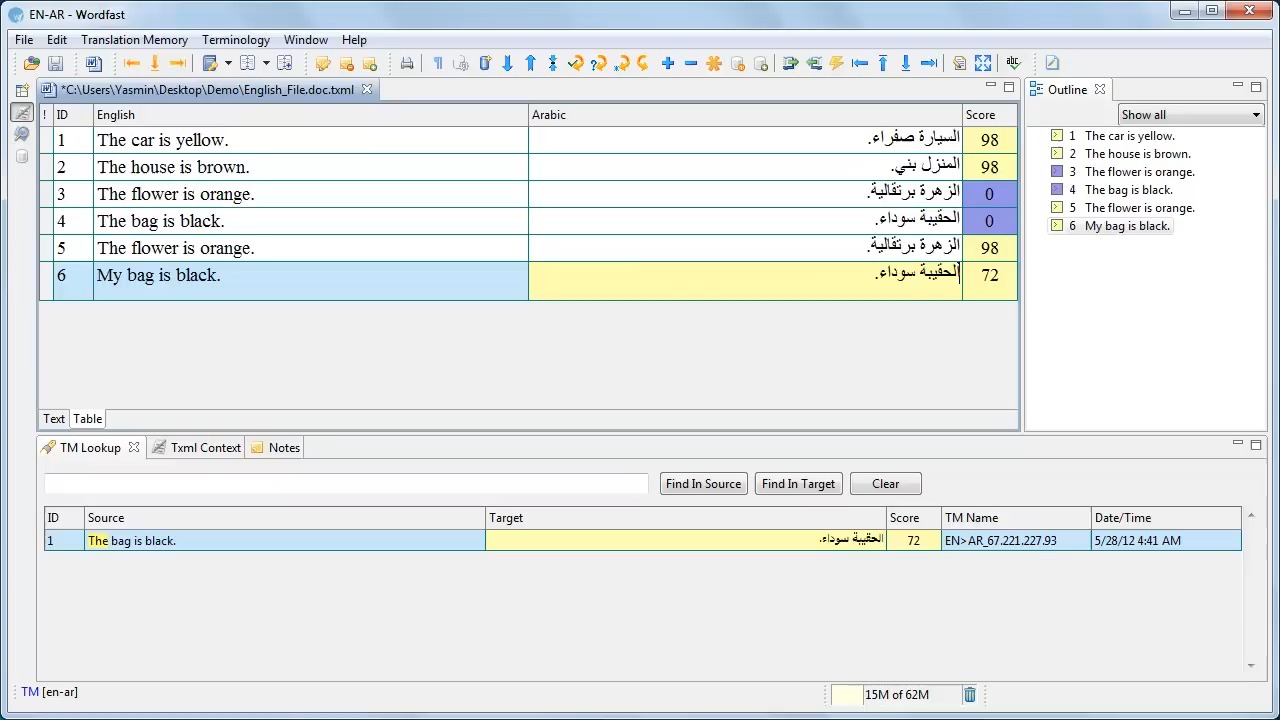 EN-AR - Wordfast
File Edit Translation Memory Terminology Window Help
*C:\Users\Yasmin\Desktop\Demo\English_File.docx.txml
Outline
Show all
! ID English Arabic Score
1 The car is yellow. السيارة صفراء. 98
2 The house is brown. المنزل بني. 98
3 The flower is orange. الزهرة برتقالية. 0
4 The bag is black. الحقيبة سوداء. 0
5 The flower is orange. الزهرة برتقالية. 98
6 My bag is black. الحقيبة سوداء. 72
1 The car is yellow.
2 The house is brown.
3 The flower is orange.
4 The bag is black.
5 The flower is orange.
6 My bag is black.
Text Table
TM Lookup Txml Context Notes
Find In Source Find In Target Clear
ID Source Target Score TM Name Date/Time
1 The bag is black. الحقيبة سوداء. 72 EN>AR_67.221.227.93 5/28/12 4:41 AM
TM [en-ar]
15M of 62M